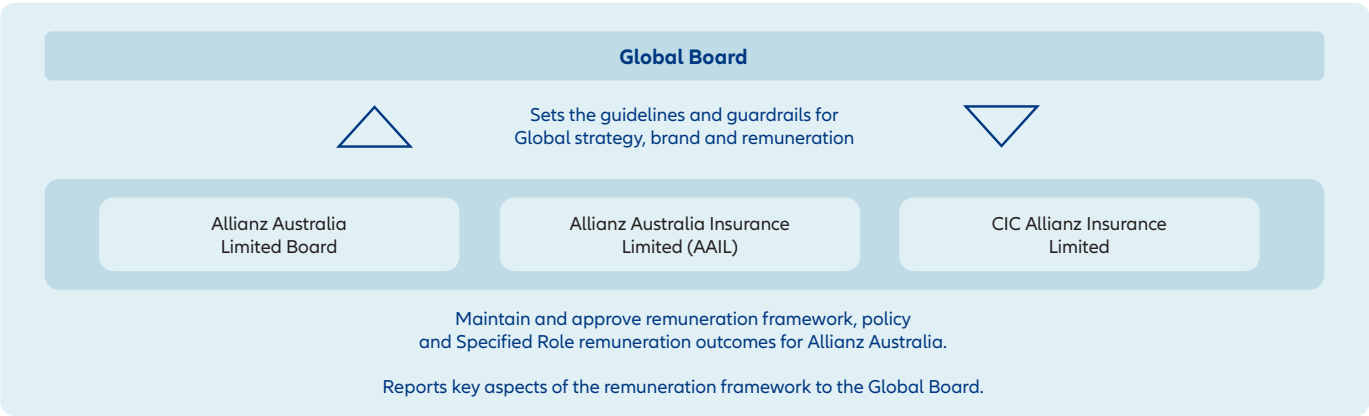 Global Board
Sets the guidelines and guardrails for
Global strategy, brand and remuneration
Allianz Australia
Limited Board
Allianz Australia Insurance
Limited (AAIL)
CIC Allianz Insurance
Limited
Maintain and approve remuneration framework, policy
and Specified Role remuneration outcomes for Allianz Australia.
Reports key aspects of the remuneration framework to the Global Board.